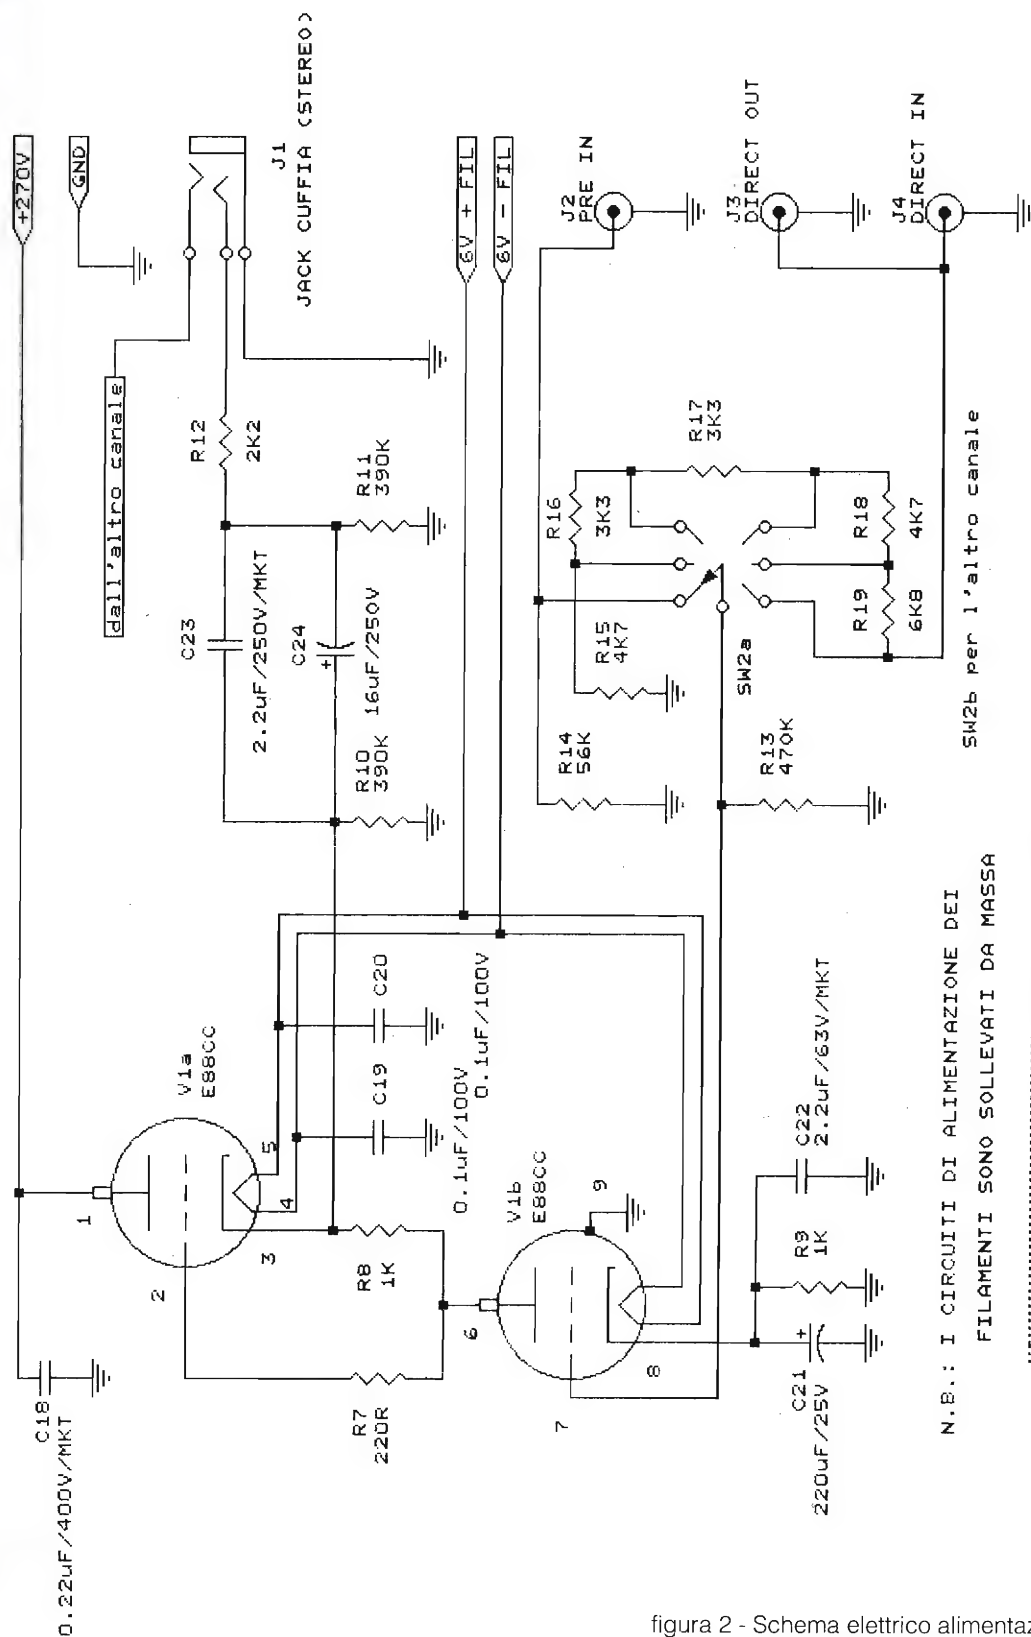 +270V
GND
J1
JACK CUFFIA (STEREO)
dall'altro canale
R12
2K2
C23
2.2uF/250V/MKT
C24
+
16uF/250V
R11
390K
R10
390K
6V + FIL
6V - FIL
J2
PRE IN
J3
DIRECT OUT
J4
DIRECT IN
R17
3K3
R16
3K3
R18
4K7
R19
6K8
R15
4K7
R14
56K
SW2a
R13
470K
SW2b per l'altro canale
V1a
E88CC
1
2
3
4
5
C20
0.1uF/100V
C19
0.1uF/100V
R8
1K
R7
220R
C18
0.22uF/400V/MKT
V1b
E88CC
6
7
8
9
C22
2.2uF/63V/MKT
R9
1K
+
C21
220uF/25V
N.B.: I CIRCUITI DI ALIMENTAZIONE DEI
FILAMENTI SONO SOLLEVATI DA MASSA
figura 2 - Schema elettrico alimentaz